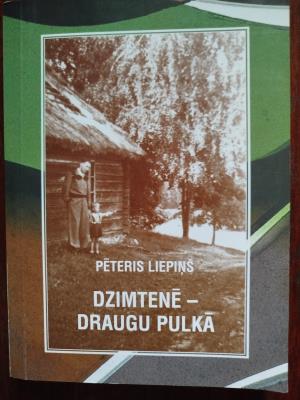 PĒTERIS LIEPIŅŠ
DZIMTENĒ –
DRAUGU PULKĀ